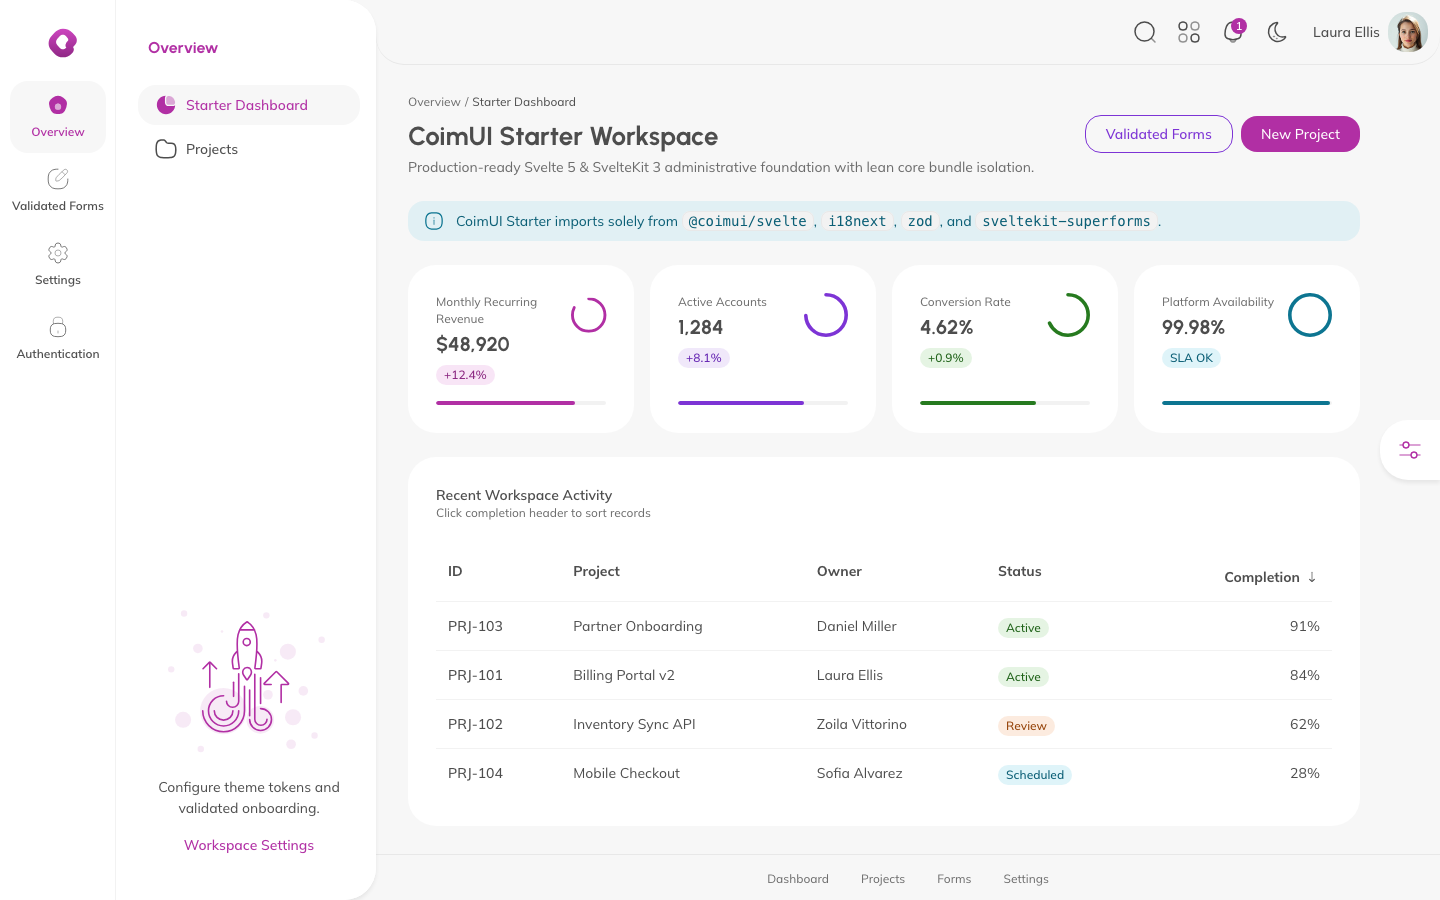 Overview
Validated Forms
Settings
Authentication
Overview
Starter Dashboard
Projects
Configure theme tokens and
validated onboarding.
Workspace Settings
1
Laura Ellis
Overview / Starter Dashboard
CoimUI Starter Workspace
Production-ready Svelte 5 & SvelteKit 3 administrative foundation with lean core bundle isolation.
Validated Forms
New Project
CoimUI Starter imports solely from @coimui/svelte, i18next, zod, and sveltekit-superforms.
Monthly Recurring
Revenue
$48,920
+12.4%
Active Accounts
1,284
+8.1%
Conversion Rate
4.62%
+0.9%
Platform Availability
99.98%
SLA OK
Recent Workspace Activity
Click completion header to sort records
ID Project Owner Status Completion ↓
PRJ-103 Partner Onboarding Daniel Miller Active 91%
PRJ-101 Billing Portal v2 Laura Ellis Active 84%
PRJ-102 Inventory Sync API Zoila Vittorino Review 62%
PRJ-104 Mobile Checkout Sofia Alvarez Scheduled 28%
Dashboard Projects Forms Settings